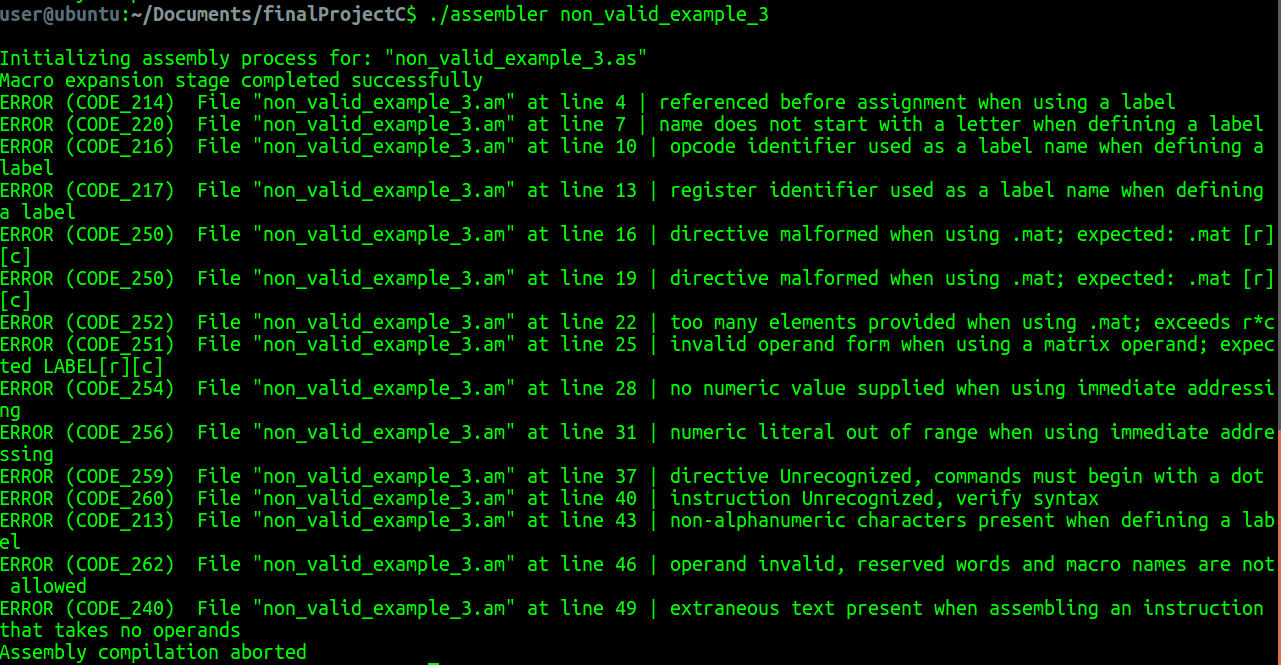 user@ubuntu:~/Documents/finalProjectC$ ./assembler non_valid_example_3
Initializing assembly process for: "non_valid_example_3.as"
Macro expansion stage completed successfully
ERROR (CODE_214)  File "non_valid_example_3.am" at line 4 | referenced before assignment when using a label
ERROR (CODE_220)  File "non_valid_example_3.am" at line 7 | name does not start with a letter when defining a label
ERROR (CODE_216)  File "non_valid_example_3.am" at line 10 | opcode identifier used as a label name when defining a
label
ERROR (CODE_217)  File "non_valid_example_3.am" at line 13 | register identifier used as a label name when defining
a label
ERROR (CODE_250)  File "non_valid_example_3.am" at line 16 | directive malformed when using .mat; expected: .mat [r]
[c]
ERROR (CODE_250)  File "non_valid_example_3.am" at line 19 | directive malformed when using .mat; expected: .mat [r]
[c]
ERROR (CODE_252)  File "non_valid_example_3.am" at line 22 | too many elements provided when using .mat; exceeds r*c
ERROR (CODE_251)  File "non_valid_example_3.am" at line 25 | invalid operand form when using a matrix operand; expec
ted LABEL[r][c]
ERROR (CODE_254)  File "non_valid_example_3.am" at line 28 | no numeric value supplied when using immediate addressi
ng
ERROR (CODE_256)  File "non_valid_example_3.am" at line 31 | numeric literal out of range when using immediate addre
ssing
ERROR (CODE_259)  File "non_valid_example_3.am" at line 37 | directive Unrecognized, commands must begin with a dot
ERROR (CODE_260)  File "non_valid_example_3.am" at line 40 | instruction Unrecognized, verify syntax
ERROR (CODE_213)  File "non_valid_example_3.am" at line 43 | non-alphanumeric characters present when defining a lab
el
ERROR (CODE_262)  File "non_valid_example_3.am" at line 46 | operand invalid, reserved words and macro names are not
 allowed
ERROR (CODE_240)  File "non_valid_example_3.am" at line 49 | extraneous text present when assembling an instruction
that takes no operands
Assembly compilation aborted